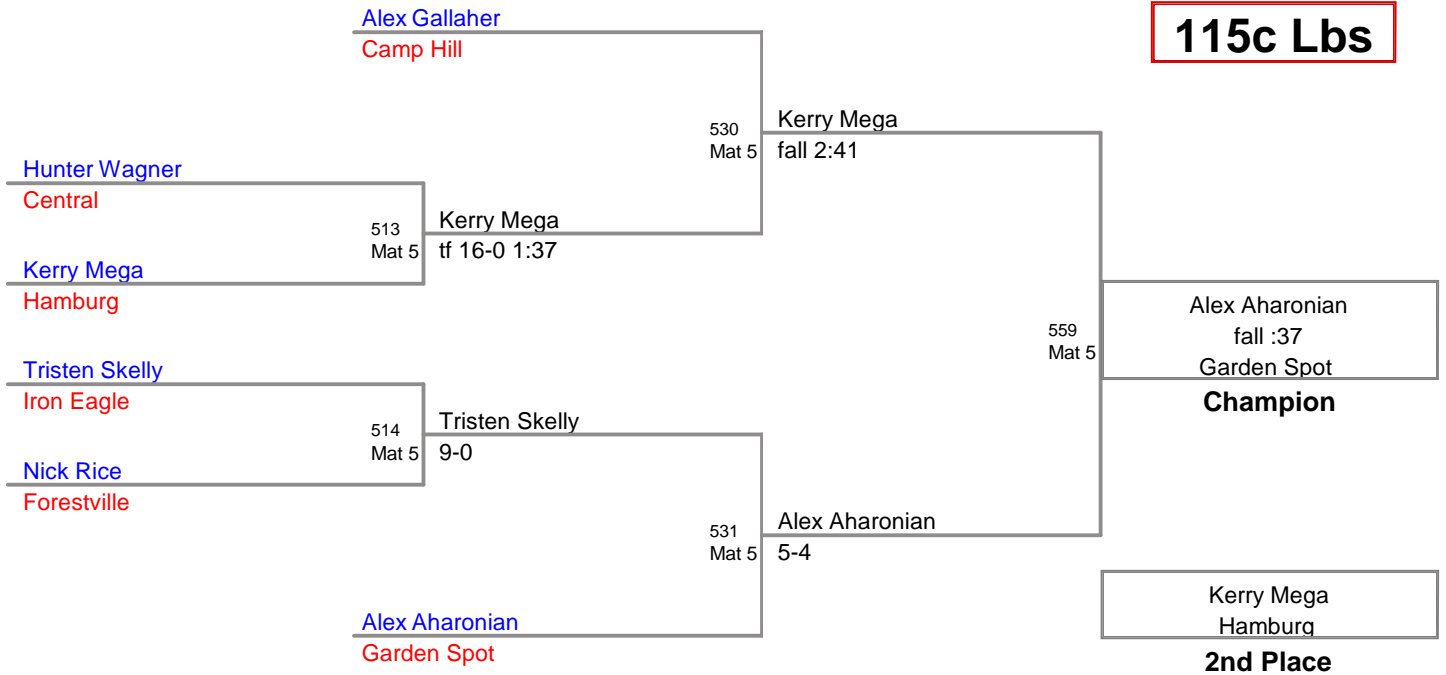 Alex Gallaher
Camp Hill
115c Lbs
530
Mat 5
Kerry Mega
fall 2:41
Hunter Wagner
Central
513
Mat 5
Kerry Mega
tf 16-0 1:37
Kerry Mega
Hamburg
559
Mat 5
Alex Aharonian
fall :37
Garden Spot
Champion
Tristen Skelly
Iron Eagle
514
Mat 5
Tristen Skelly
9-0
Nick Rice
Forestville
531
Mat 5
Alex Aharonian
5-4
Alex Aharonian
Garden Spot
Kerry Mega
Hamburg
2nd Place